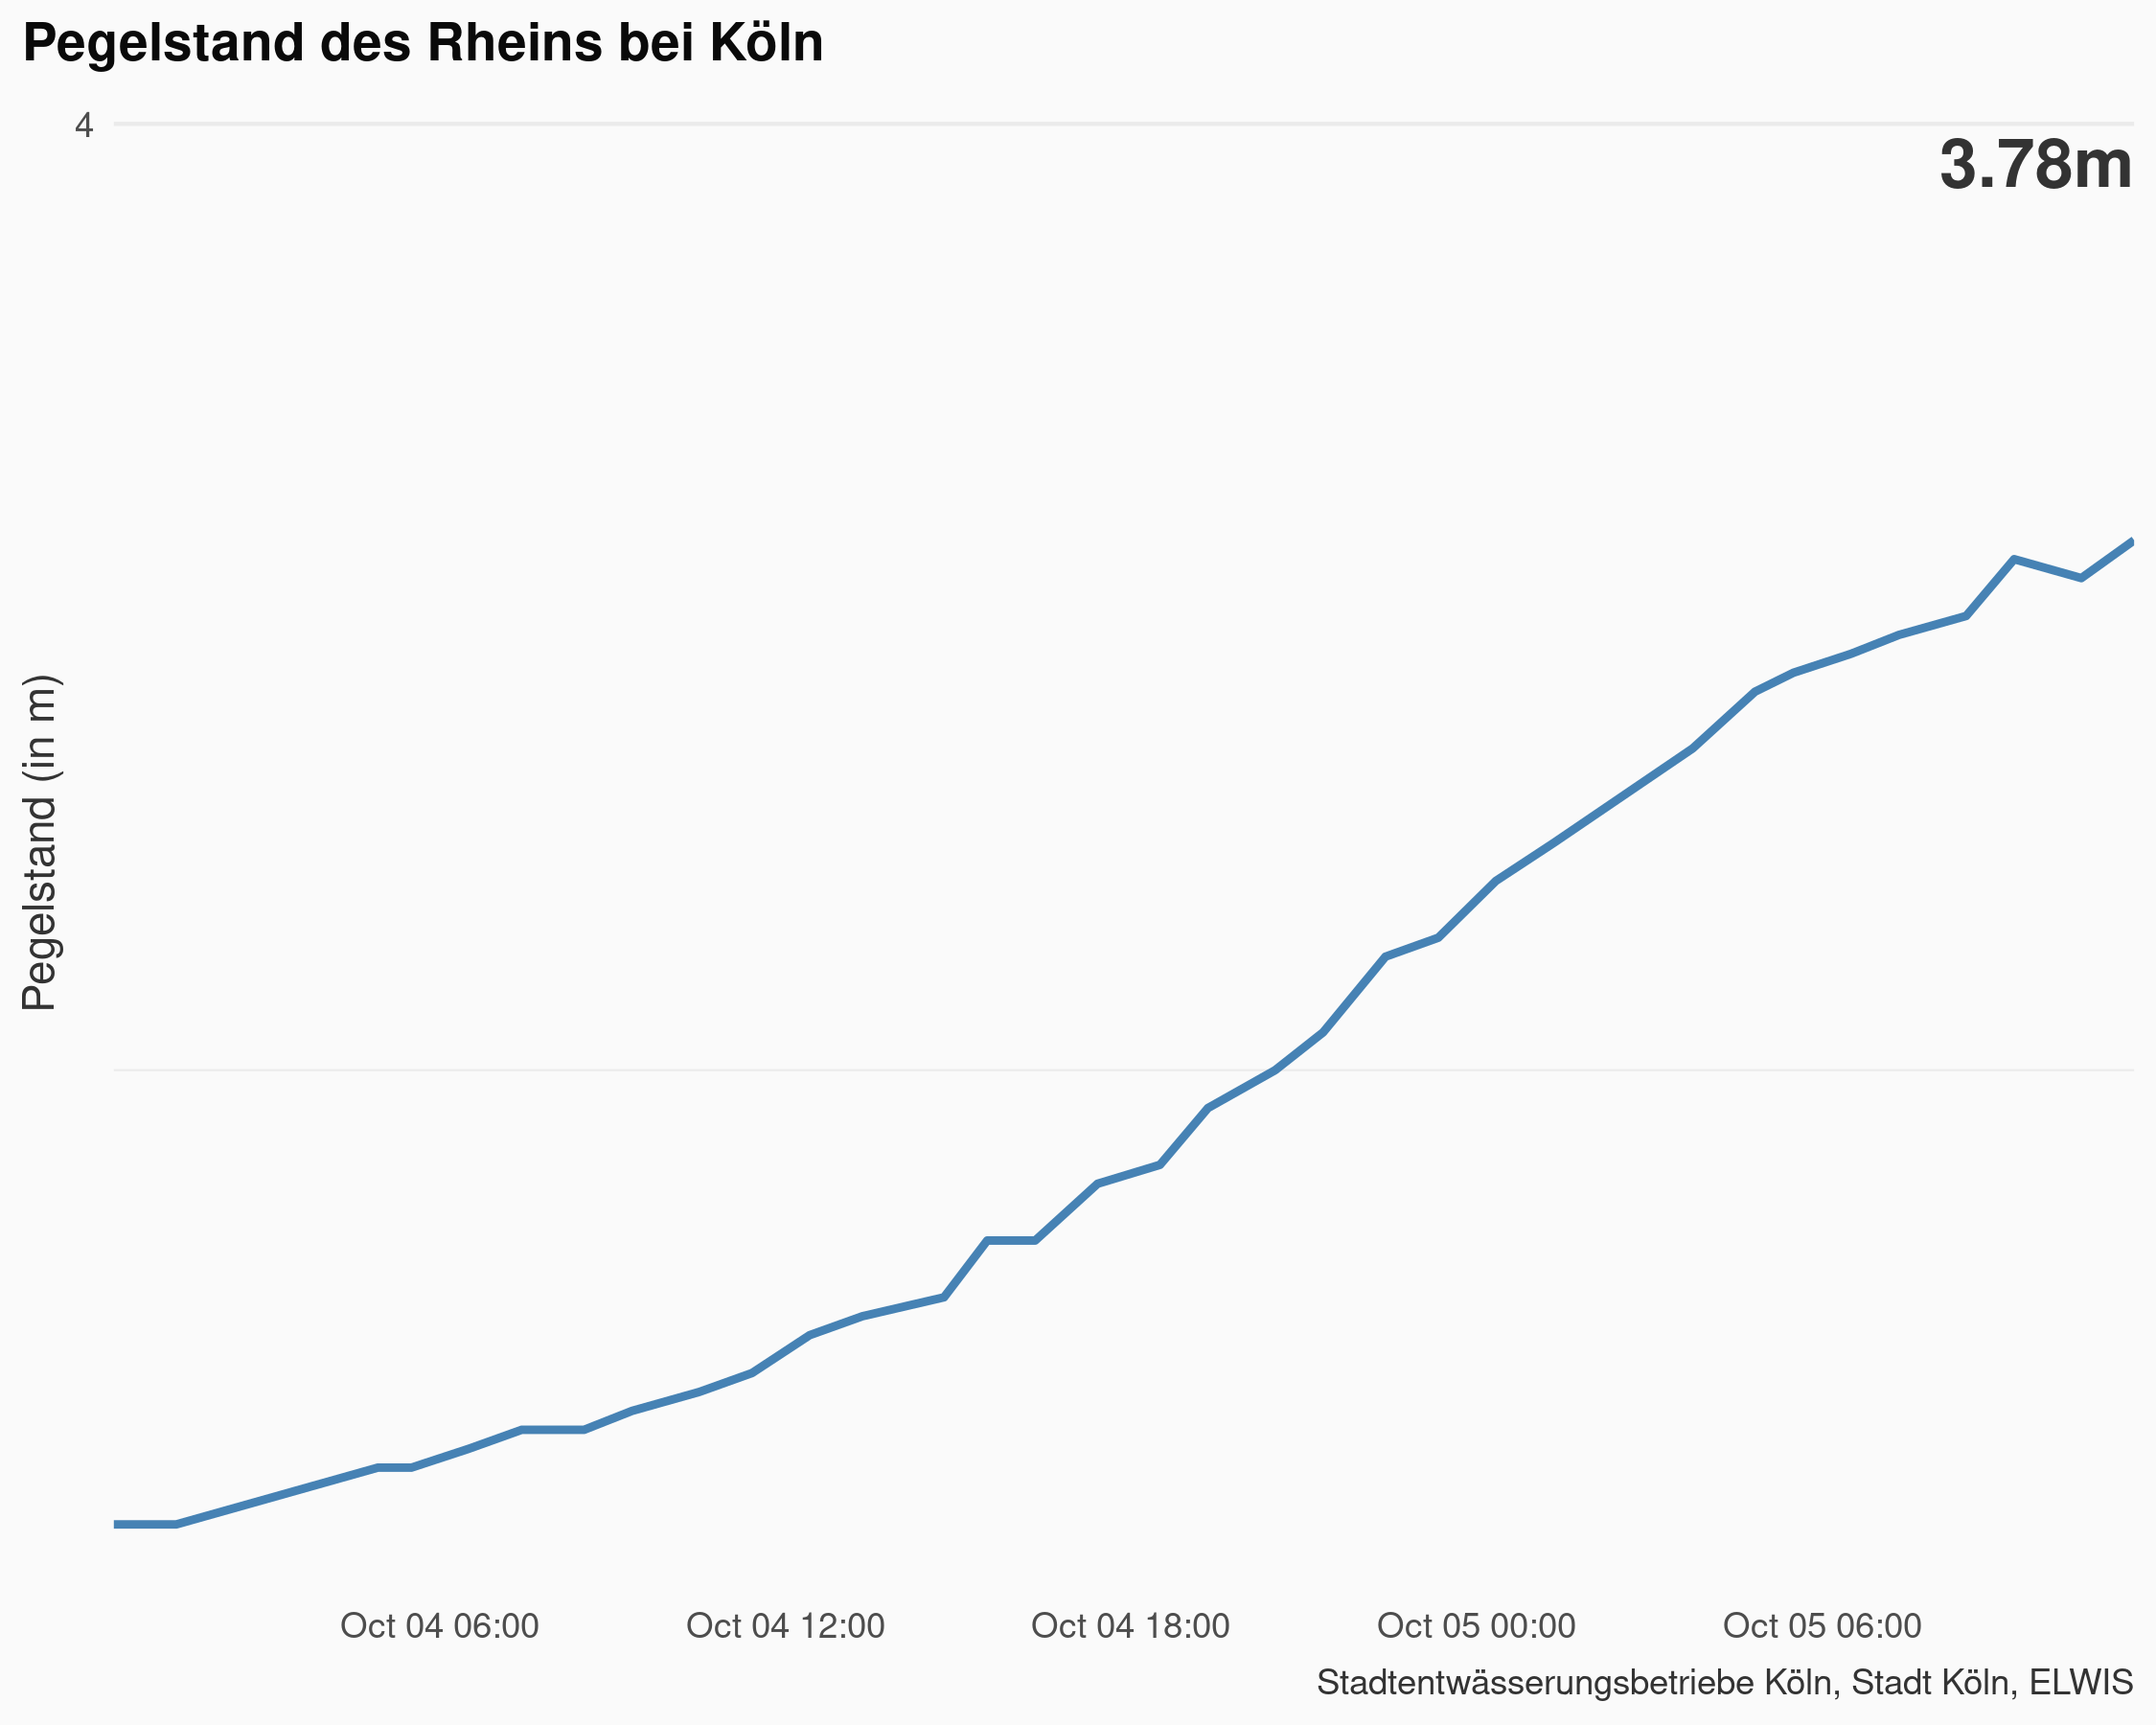 Pegelstand des Rheins bei Köln
4
3.78m
Pegelstand (in m)
Oct 04 06:00
Oct 04 12:00
Oct 04 18:00
Oct 05 00:00
Oct 05 06:00
Stadtentwässerungsbetriebe Köln, Stadt Köln, ELWIS